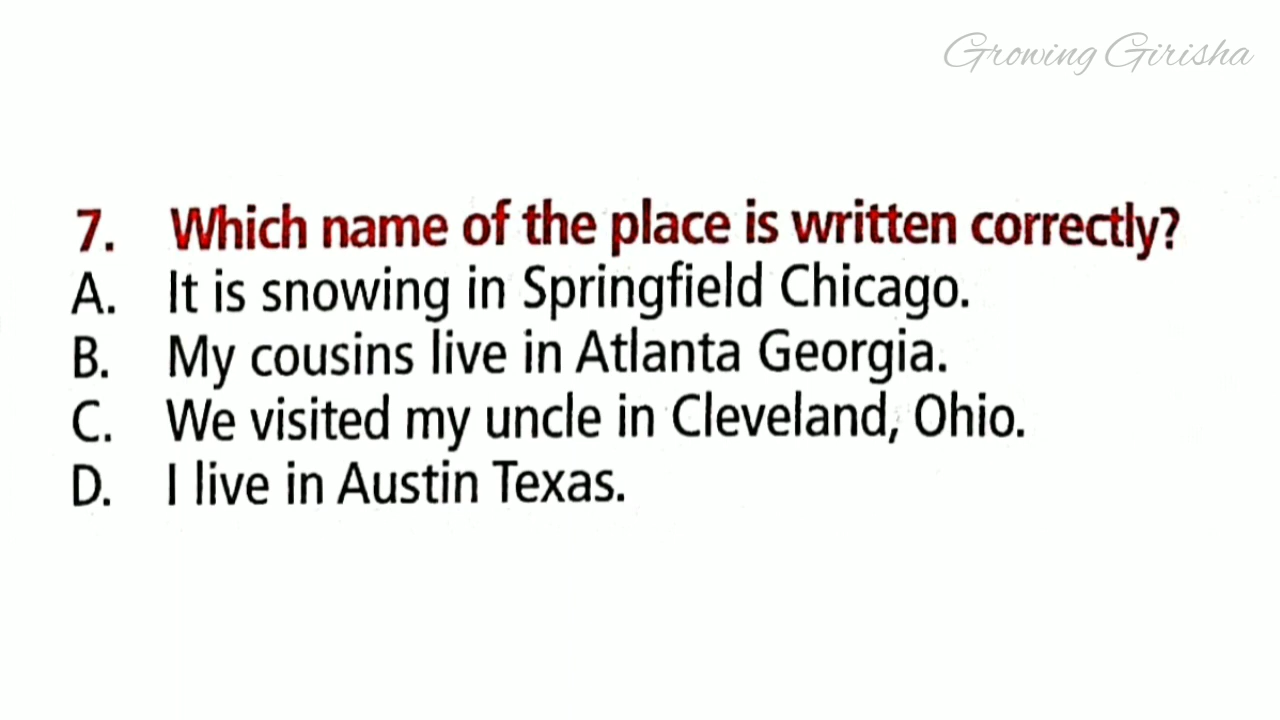 Growing Girisha
7. Which name of the place is written correctly?
A. It is snowing in Springfield Chicago.
B. My cousins live in Atlanta Georgia.
C. We visited my uncle in Cleveland, Ohio.
D. I live in Austin Texas.